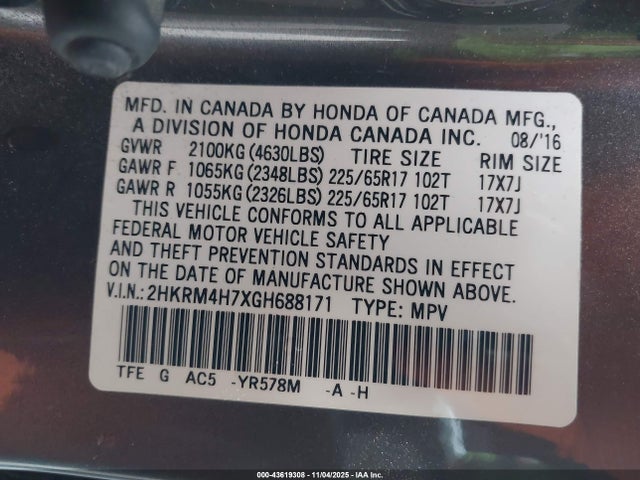 MFD. IN CANADA BY HONDA OF CANADA MFG.,
A DIVISION OF HONDA CANADA INC. 08/'16
GVWR 2100KG (4630LBS) TIRE SIZE RIM SIZE
GAWR F 1065KG (2348LBS) 225/65R17 102T 17X7J
GAWR R 1055KG (2326LBS) 225/65R17 102T 17X7J
THIS VEHICLE CONFORMS TO ALL APPLICABLE
FEDERAL MOTOR VEHICLE SAFETY
AND THEFT PREVENTION STANDARDS IN EFFECT
ON THE DATE OF MANUFACTURE SHOWN ABOVE.
V.I.N.: 2HKRM4H7XGH688171 TYPE: MPV
TFE G AC5 -YR578M -A -H
000-43619308 - 11/04/2025 - IAA Inc.